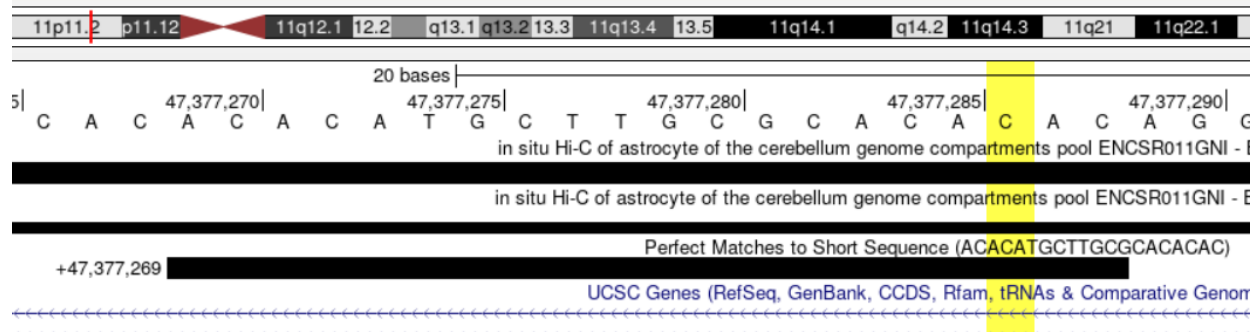 11p11.2 p11.12 11q12.1 12.2 q13.1 q13.2 13.3 11q13.4 13.5 11q14.1 q14.2 11q14.3 11q21 11q22.1
20 bases
5 47,377,270 47,377,275 47,377,280 47,377,285 47,377,290
C A C A C A C A T G C T T G C G C A C A C A C A G G
in situ Hi-C of astrocyte of the cerebellum genome compartments pool ENCSR011GNI - E
in situ Hi-C of astrocyte of the cerebellum genome compartments pool ENCSR011GNI - E
Perfect Matches to Short Sequence (ACACATGCTTGCGCACACAC)
+47,377,269
UCSC Genes (RefSeq, GenBank, CCDS, Rfam, tRNAs & Comparative Genom